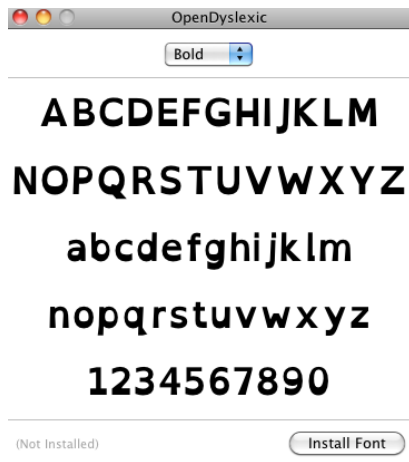 OpenDyslexic
Bold
ABCDEFGHIJKLM
NOPQRSTUVWXYZ
abcdefghijklm
nopqrstuvwxyz
1234567890
(Not Installed) Install Font